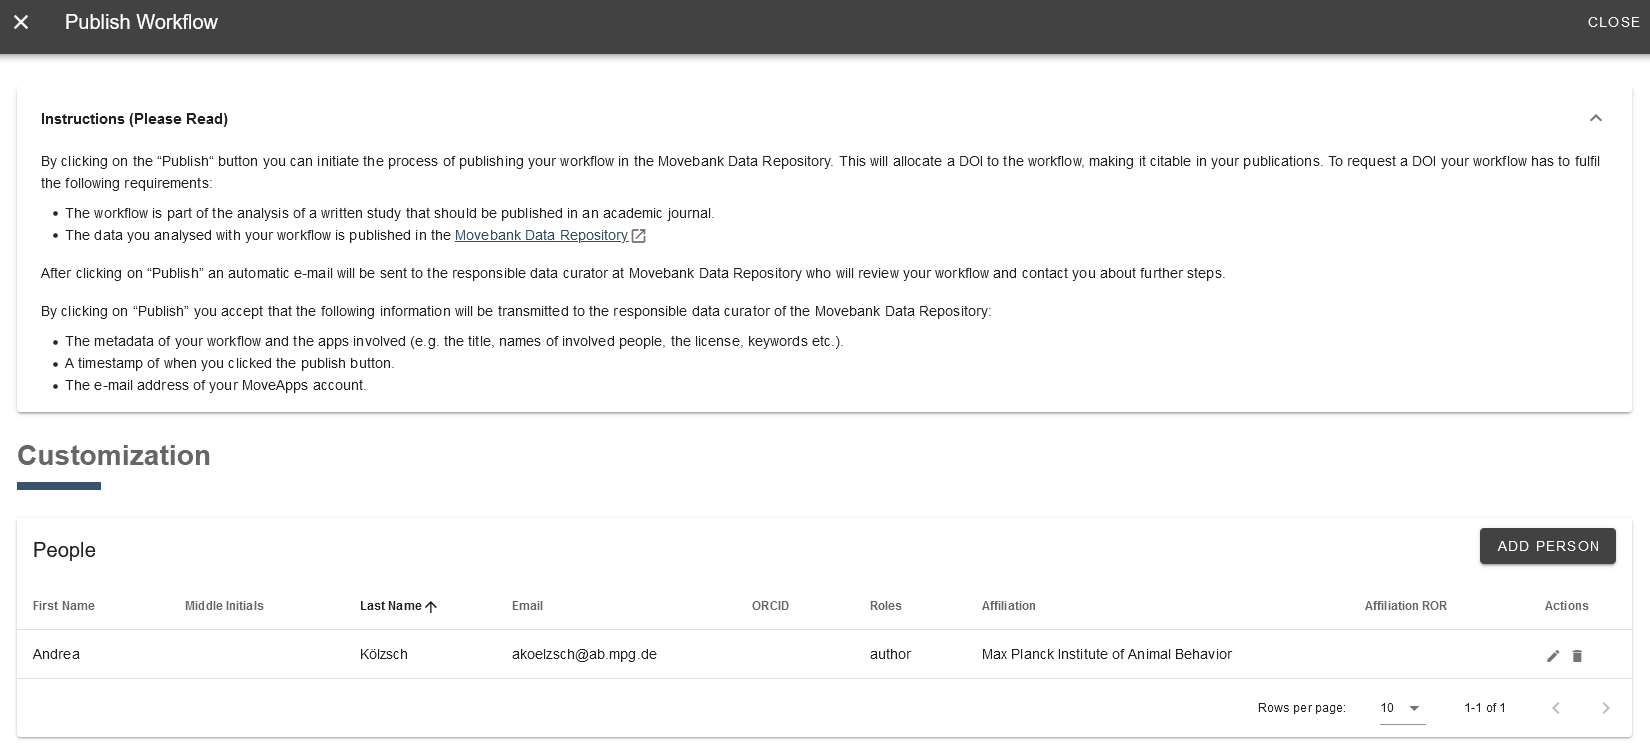 Publish Workflow
CLOSE
Instructions (Please Read)
By clicking on the “Publish“ button you can initiate the process of publishing your workflow in the Movebank Data Repository. This will allocate a DOI to the workflow, making it citable in your publications. To request a DOI your workflow has to fulfil
the following requirements:
• The workflow is part of the analysis of a written study that should be published in an academic journal.
• The data you analysed with your workflow is published in the Movebank Data Repository
After clicking on “Publish” an automatic e-mail will be sent to the responsible data curator at Movebank Data Repository who will review your workflow and contact you about further steps.
By clicking on “Publish” you accept that the following information will be transmitted to the responsible data curator of the Movebank Data Repository:
• The metadata of your workflow and the apps involved (e.g. the title, names of involved people, the license, keywords etc.).
• A timestamp of when you clicked the publish button.
• The e-mail address of your MoveApps account.
Customization
People
ADD PERSON
First Name Middle Initials Last Name Email ORCID Roles Affiliation Affiliation ROR Actions
Andrea Kölzsch akoelzsch@ab.mpg.de author Max Planck Institute of Animal Behavior
Rows per page: 10 1-1 of 1